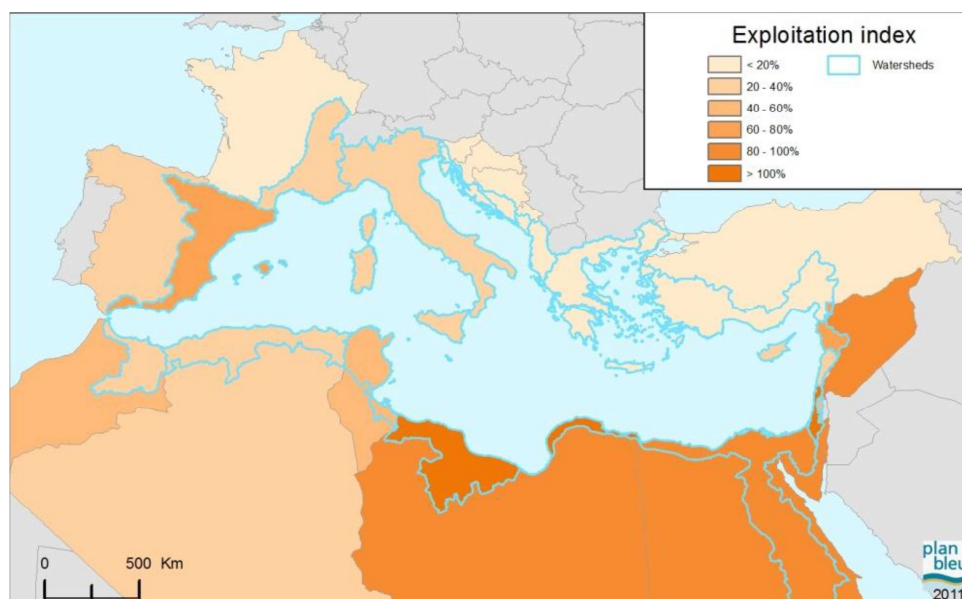 Exploitation index
< 20%
Watersheds
20 - 40%
40 - 60%
60 - 80%
80 - 100%
> 100%
0 500 Km
plan
bleu
2011